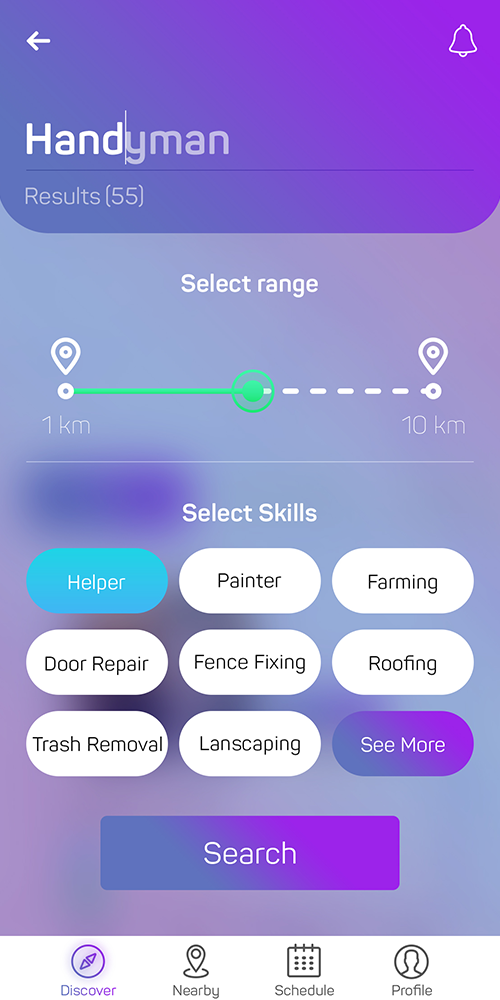 Handyman
Results (55)
Select range
1 km 10 km
Select Skills
Helper Painter Farming
Door Repair Fence Fixing Roofing
Trash Removal Lanscaping See More
Search
Discover Nearby Schedule Profile